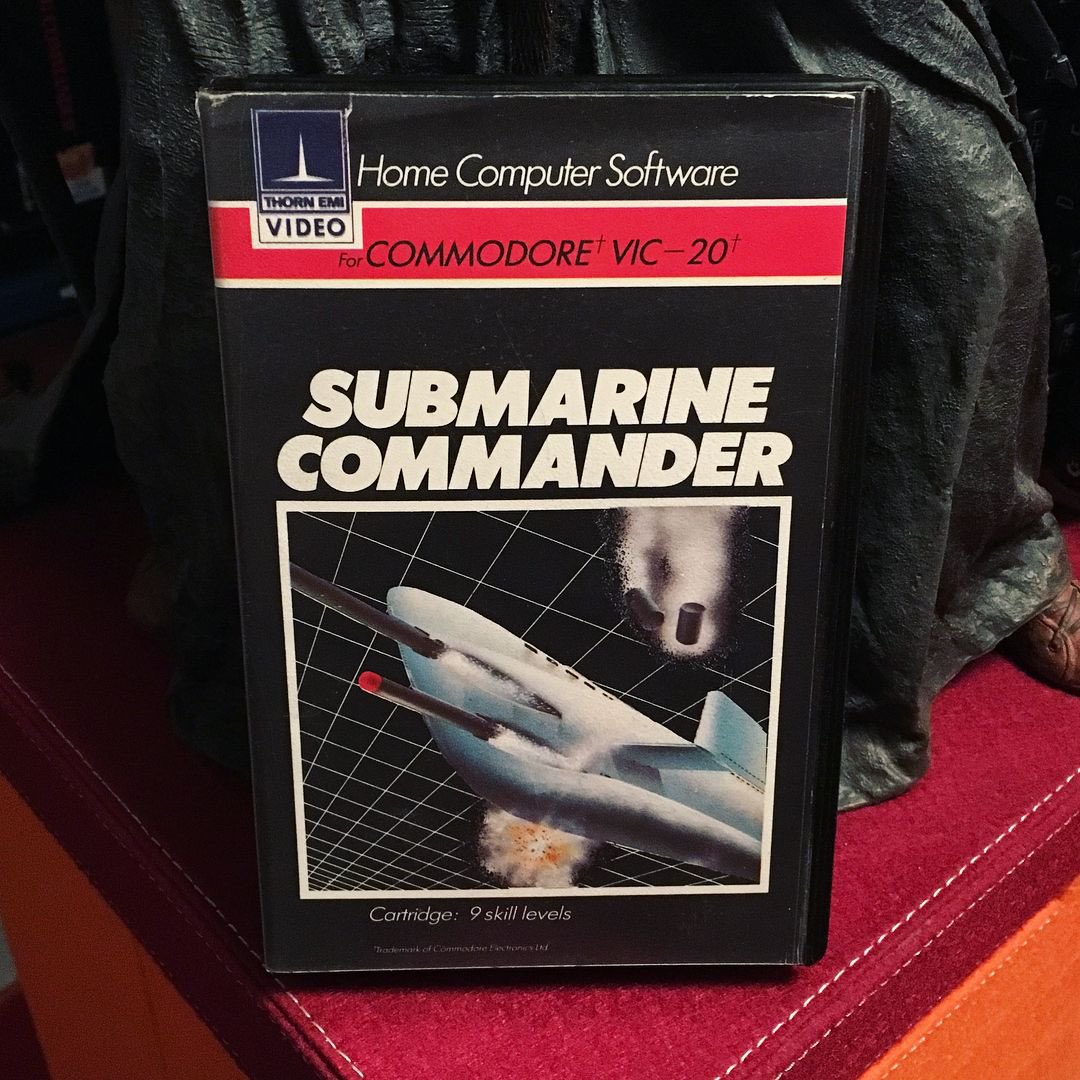 Home Computer Software
THORN EMI
VIDEO
For COMMODORE† VIC-20†
SUBMARINE
COMMANDER
Cartridge: 9 skill levels
†Trademark of Commodore Electronics Ltd.